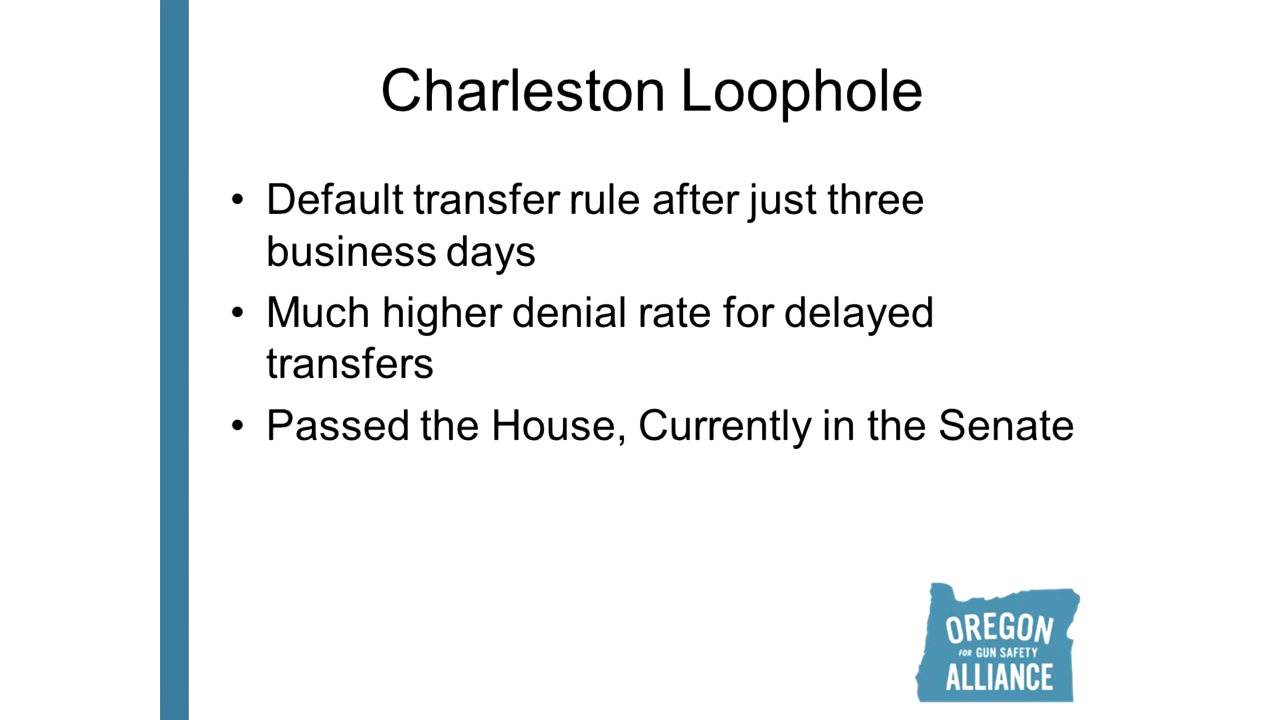 Charleston Loophole
• Default transfer rule after just three
business days
• Much higher denial rate for delayed
transfers
• Passed the House, Currently in the Senate
OREGON
FOR GUN SAFETY
ALLIANCE